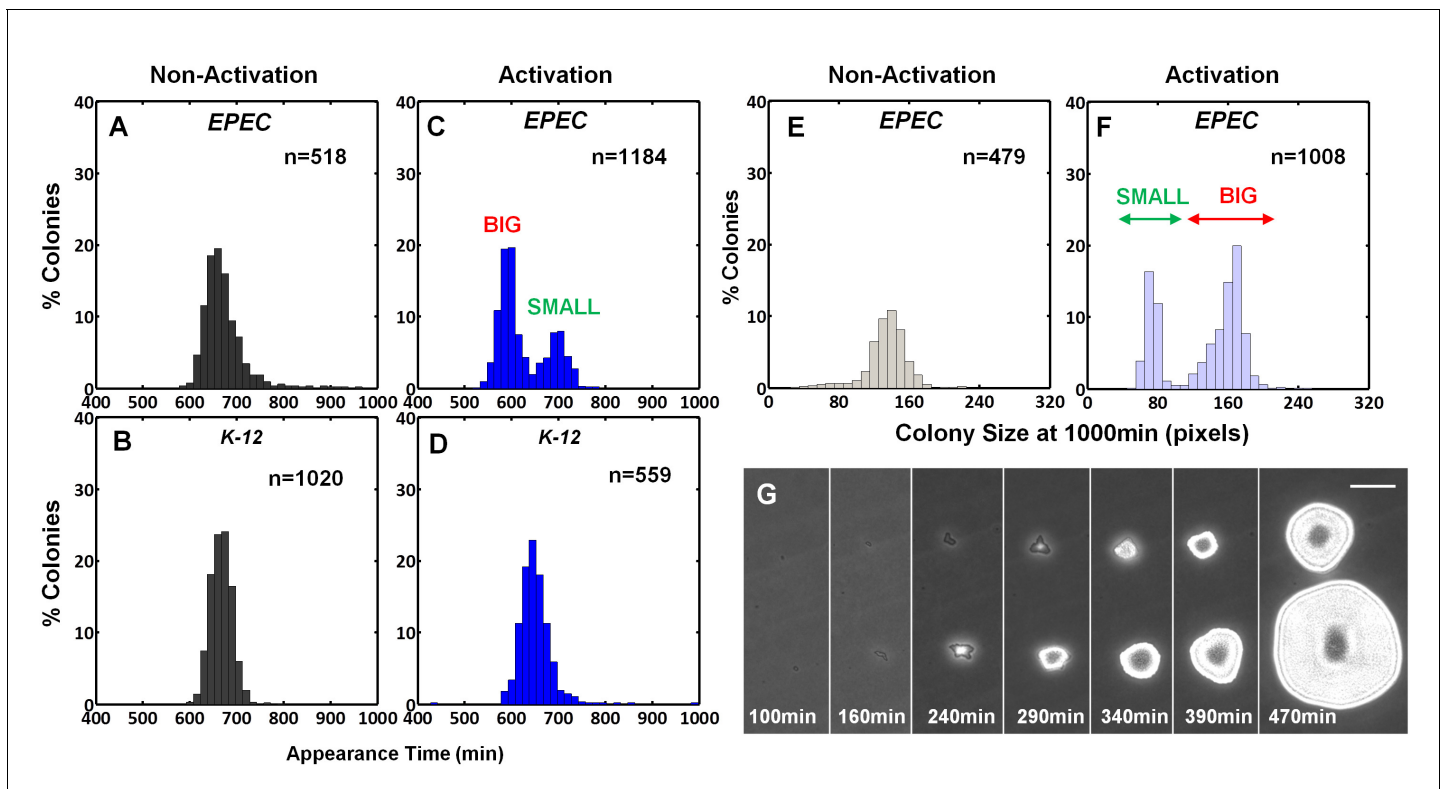 Non-Activation
Activation
Non-Activation
Activation
A
EPEC
n=518
40
30
20
10
0
400 500 600 700 800 900 1000
% Colonies
C
EPEC
n=1184
BIG
SMALL
40
30
20
10
0
400 500 600 700 800 900 1000
E
EPEC
n=479
40
30
20
10
0
0 80 160 240 320
% Colonies
F
EPEC
n=1008
SMALL
BIG
40
30
20
10
0
0 80 160 240 320
Colony Size at 1000min (pixels)
B
K-12
n=1020
40
30
20
10
0
400 500 600 700 800 900 1000
% Colonies
D
K-12
n=559
40
30
20
10
0
400 500 600 700 800 900 1000
Appearance Time (min)
G
100min 160min 240min 290min 340min 390min 470min